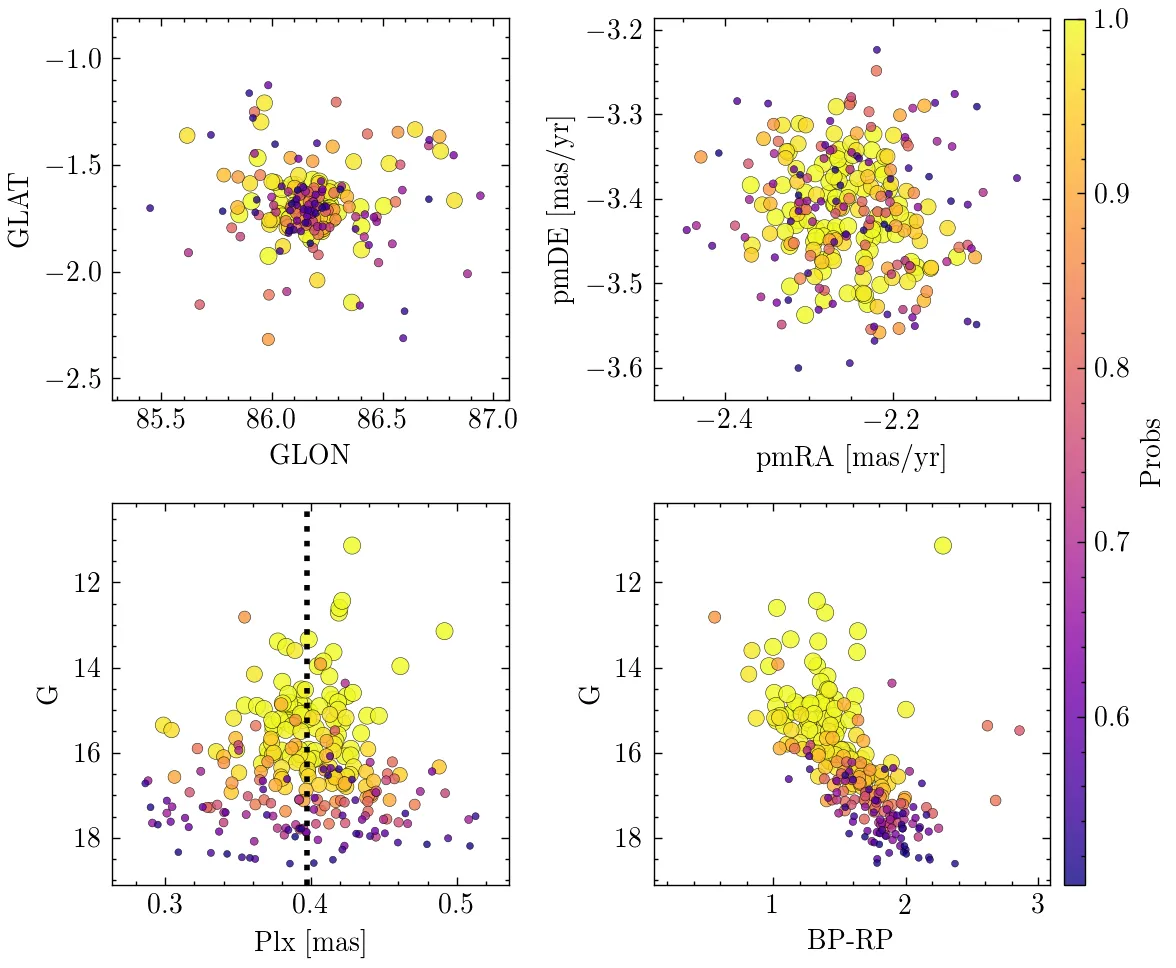 −1.0
−1.5
−2.0
−2.5
GLAT
85.5 86.0 86.5 87.0
GLON
−3.2
−3.3
−3.4
−3.5
−3.6
pmDE [mas/yr]
−2.4 −2.2
pmRA [mas/yr]
12
14
16
18
G
0.3 0.4 0.5
Plx [mas]
12
14
16
18
G
1 2 3
BP-RP
1.0
0.9
0.8
0.7
0.6
Probs